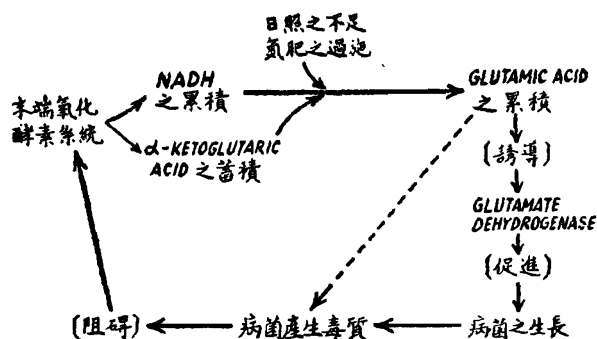 日照之不足
氮肥之過施
NADH
之累積
GLUTAMIC ACID
之累積
末端氧化
酵素系統
α-KETOGLUTARIC
ACID 之蓄積
[誘導]
GLUTAMATE
DEHYDROGENASE
[促進]
[阻碍]
病菌產生毒質
病菌之生長